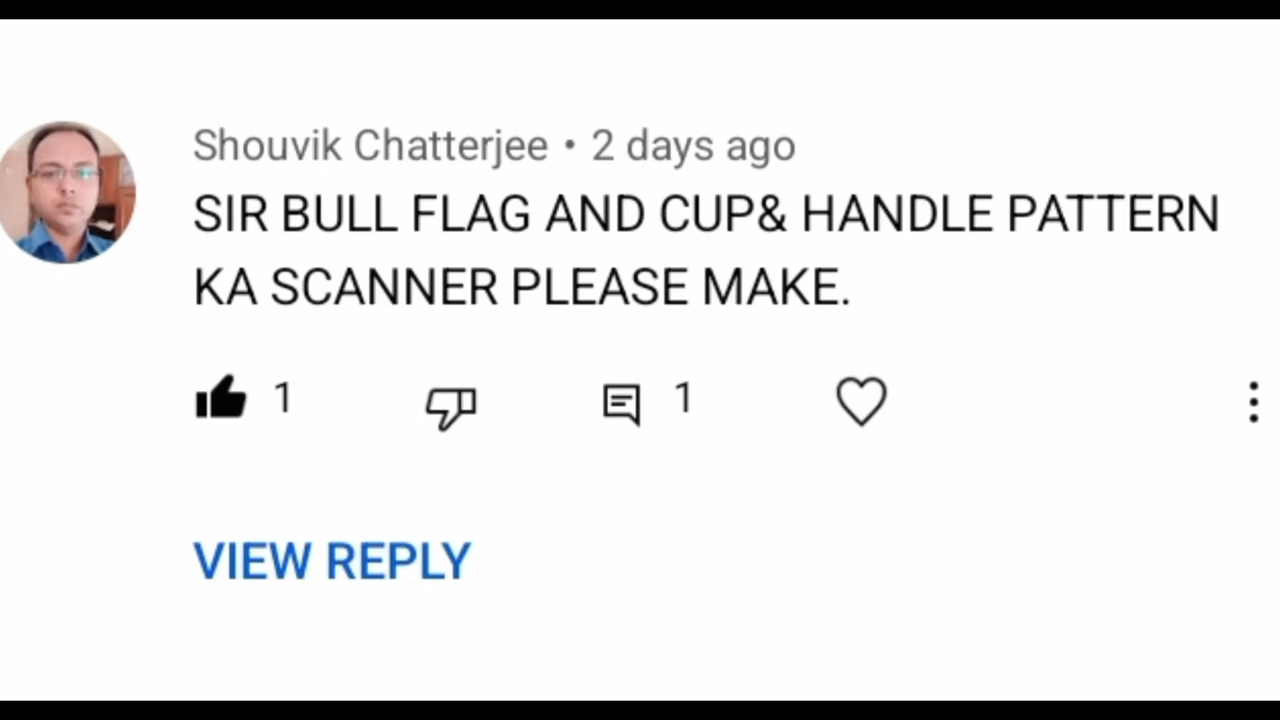 Shouvik Chatterjee • 2 days ago
SIR BULL FLAG AND CUP& HANDLE PATTERN
KA SCANNER PLEASE MAKE.
1 1
VIEW REPLY